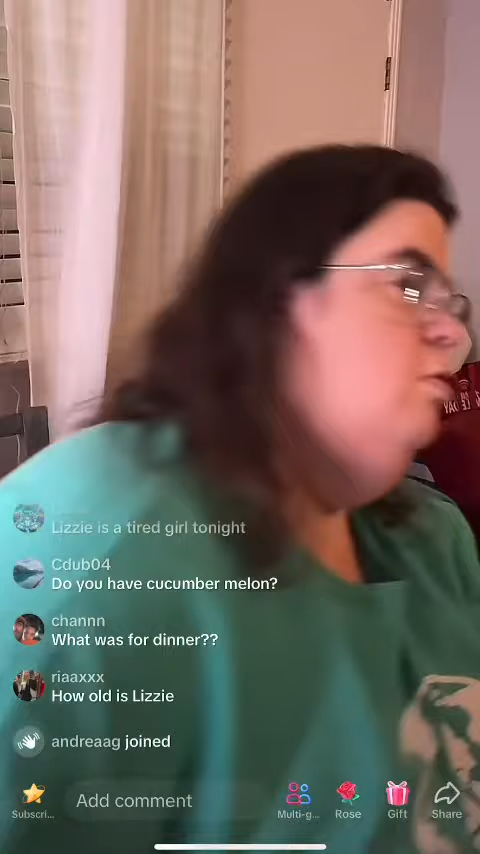 Lizzie is a tired girl tonight
Cdub04
Do you have cucumber melon?
channn
What was for dinner??
riaaxxx
How old is Lizzie
andreaag joined
Subscri...
Add comment
Multi-g...
Rose
Gift
Share